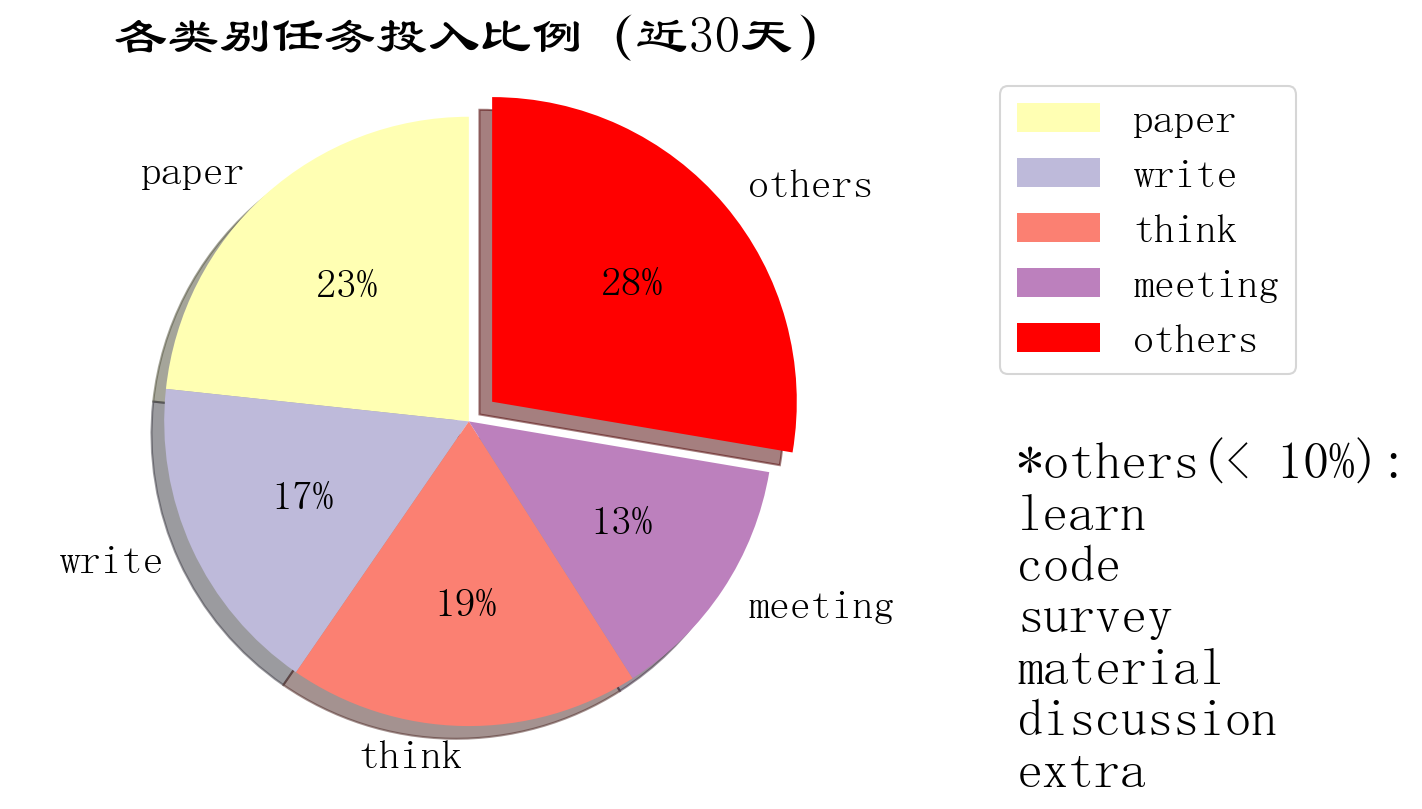 各类别任务投入比例 (近30天)
paper
others
23%
28%
17%
13%
19%
write
meeting
think
paper
write
think
meeting
others
*others(< 10%):
learn
code
survey
material
discussion
extra